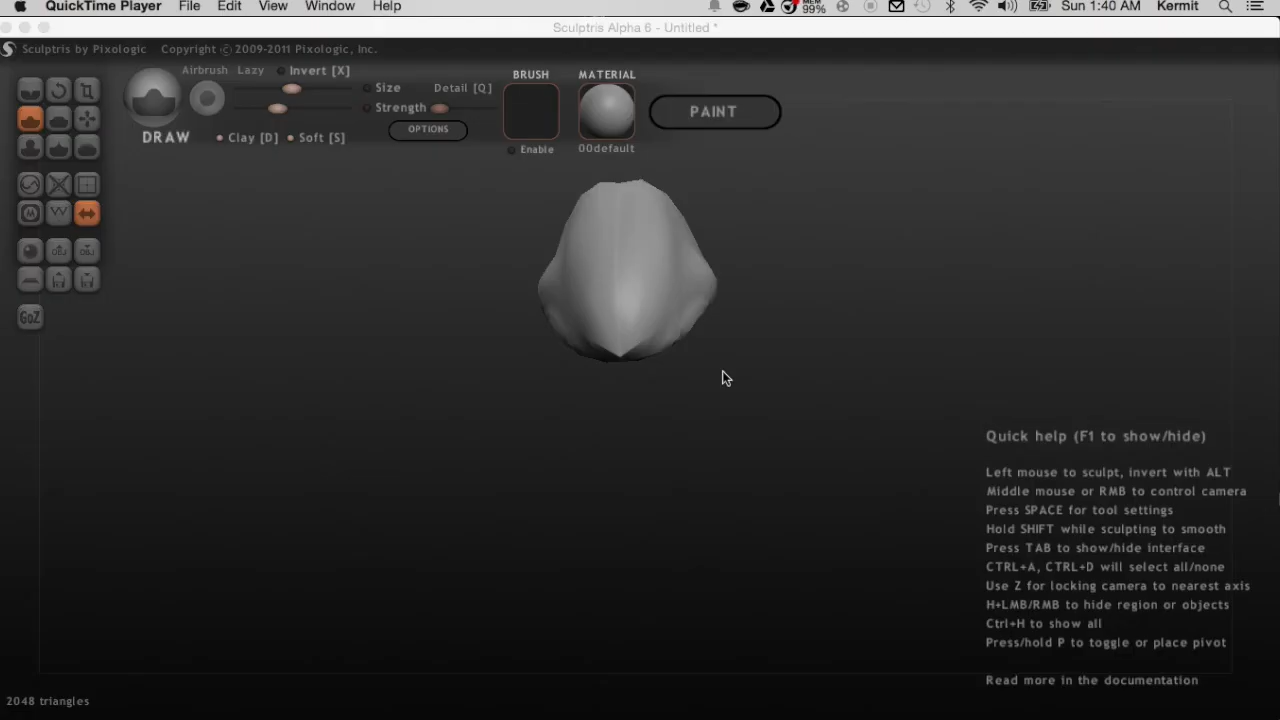 QuickTime Player File Edit View Window Help MEM 99% Sun 1:40 AM Kermit
Sculptris Alpha 6 - Untitled *
Sculptris by Pixologic Copyright © 2009-2011 Pixologic, Inc.
Airbrush Lazy Invert [X]
BRUSH MATERIAL
Size Detail [Q]
Strength
PAINT
OPTIONS
DRAW Clay [D] Soft [S]
Enable 00default
OBJ OBJ
GoZ
Quick help (F1 to show/hide)
Left mouse to sculpt, invert with ALT
Middle mouse or RMB to control camera
Press SPACE for tool settings
Hold SHIFT while sculpting to smooth
Press TAB to show/hide interface
CTRL+A, CTRL+D will select all/none
Use Z for locking camera to nearest axis
H+LMB/RMB to hide region or objects
Ctrl+H to show all
Press/hold P to toggle or place pivot
Read more in the documentation
2048 triangles